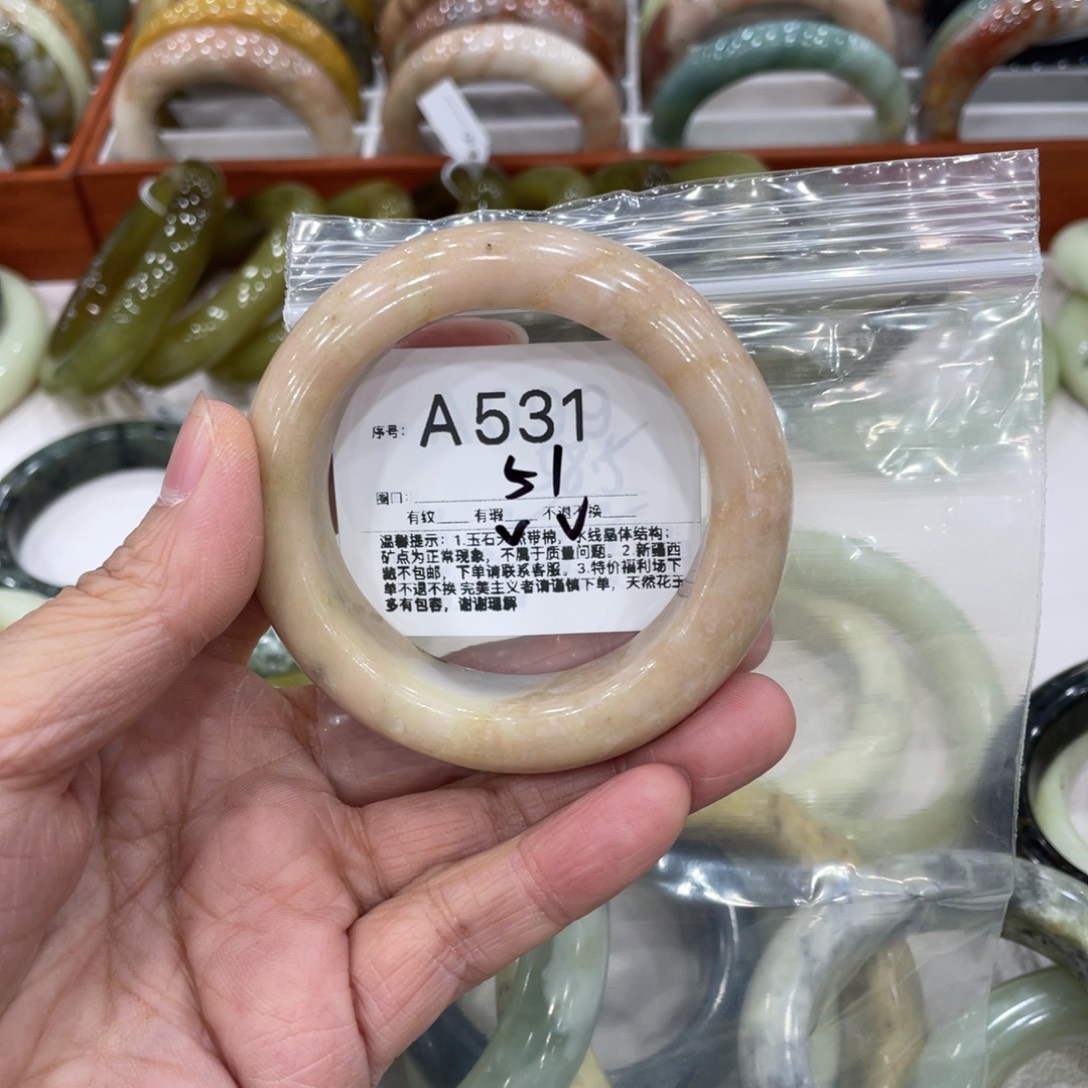 序号: A531
圈口: 51
有纹 有瑕 不退不换
温馨提示: 1.玉石天然带棉, 水线晶体结构;
矿点为正常现象, 不属于质量问题。2.新疆西
藏不包邮, 下单请联系客服。3.特价福利场下
单不退不换 完美主义者请谨慎下单, 天然花玉
多有包容, 谢谢理解